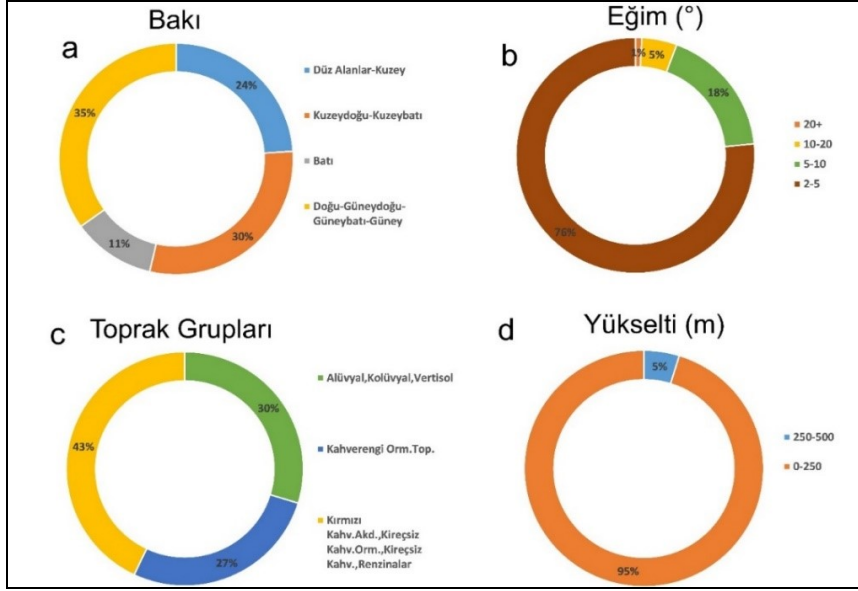 Bakı
a
24%
30%
11%
35%
Düz Alanlar-Kuzey
Kuzeydoğu-Kuzeybatı
Batı
Doğu-Güneydoğu-
Güneybatı-Güney
Eğim (°)
b
1%
5%
18%
76%
20+
10-20
5-10
2-5
c
Toprak Grupları
30%
27%
43%
Alüvyal,Kolüvyal,Vertisol
Kahverengi Orm.Top.
Kırmızı
Kahv.Akd.,Kireçsiz
Kahv.Orm.,Kireçsiz
Kahv.,Renzinalar
d
Yükselti (m)
5%
95%
250-500
0-250